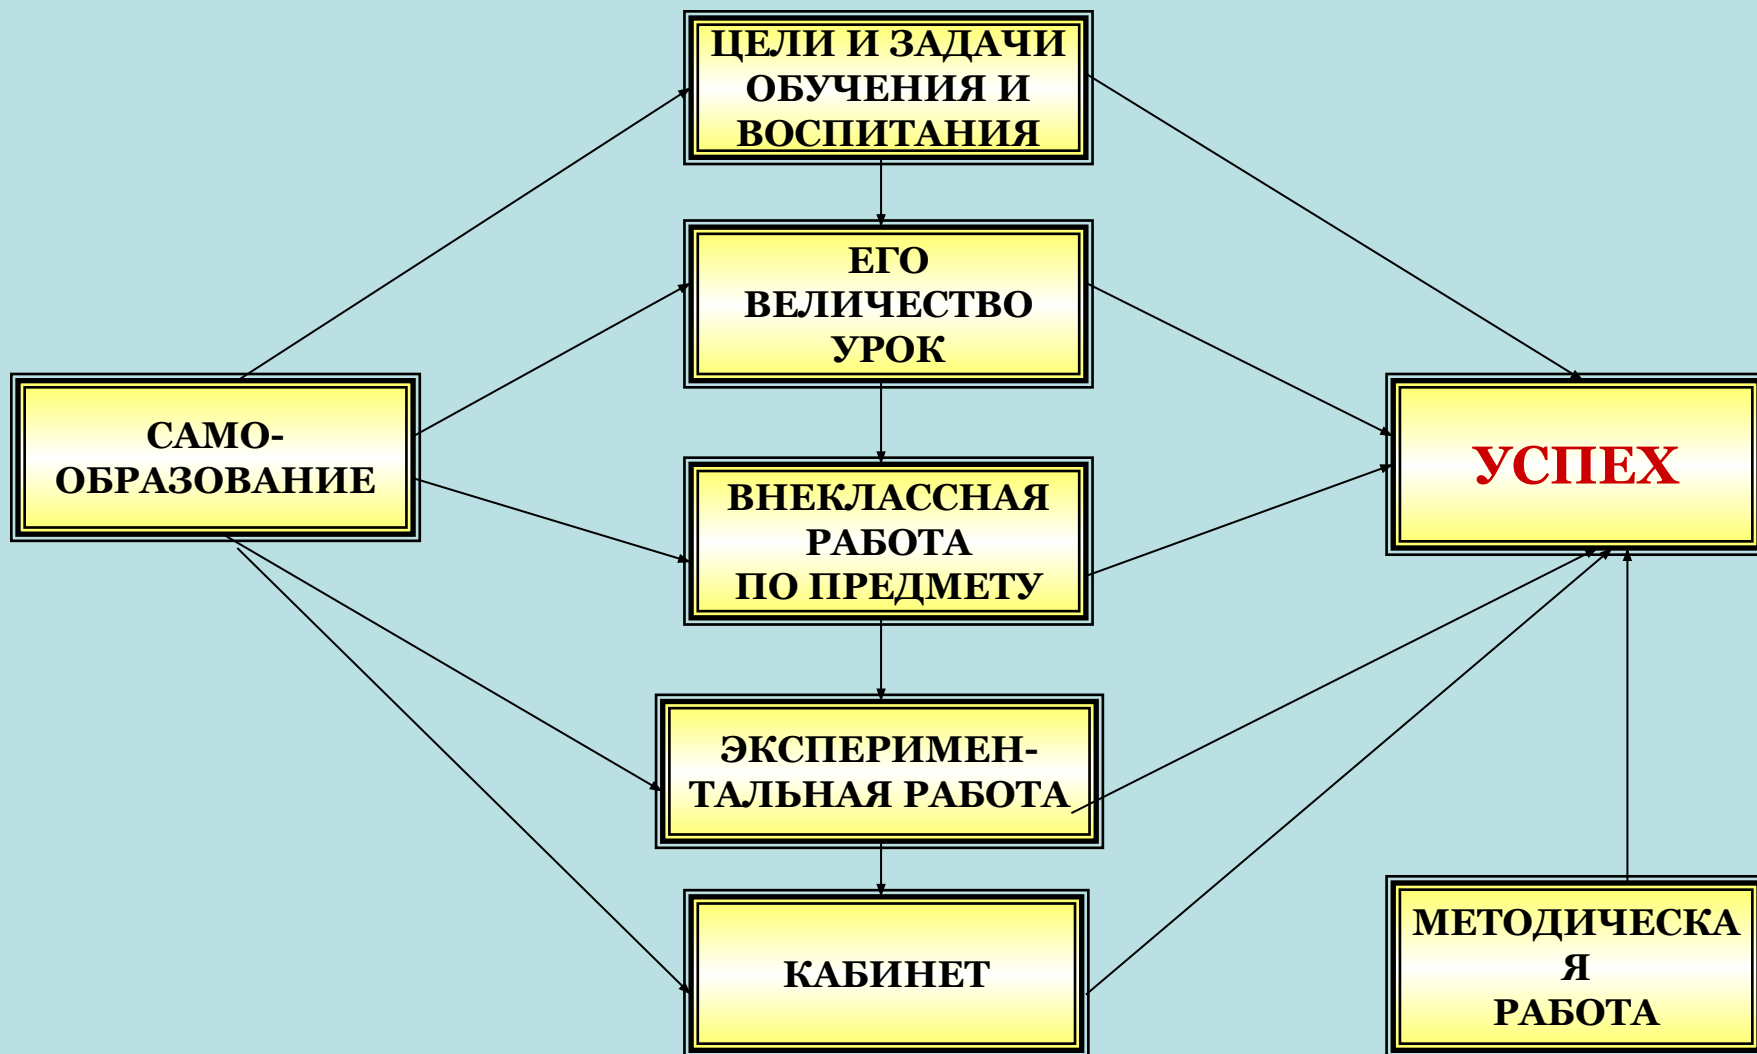 ЦЕЛИ И ЗАДАЧИ
ОБУЧЕНИЯ И
ВОСПИТАНИЯ
ЕГО
ВЕЛИЧЕСТВО
УРОК
САМО-
ОБРАЗОВАНИЕ
УСПЕХ
ВНЕКЛАССНАЯ
РАБОТА
ПО ПРЕДМЕТУ
ЭКСПЕРИМЕН-
ТАЛЬНАЯ РАБОТА
КАБИНЕТ
МЕТОДИЧЕСКА
Я
РАБОТА